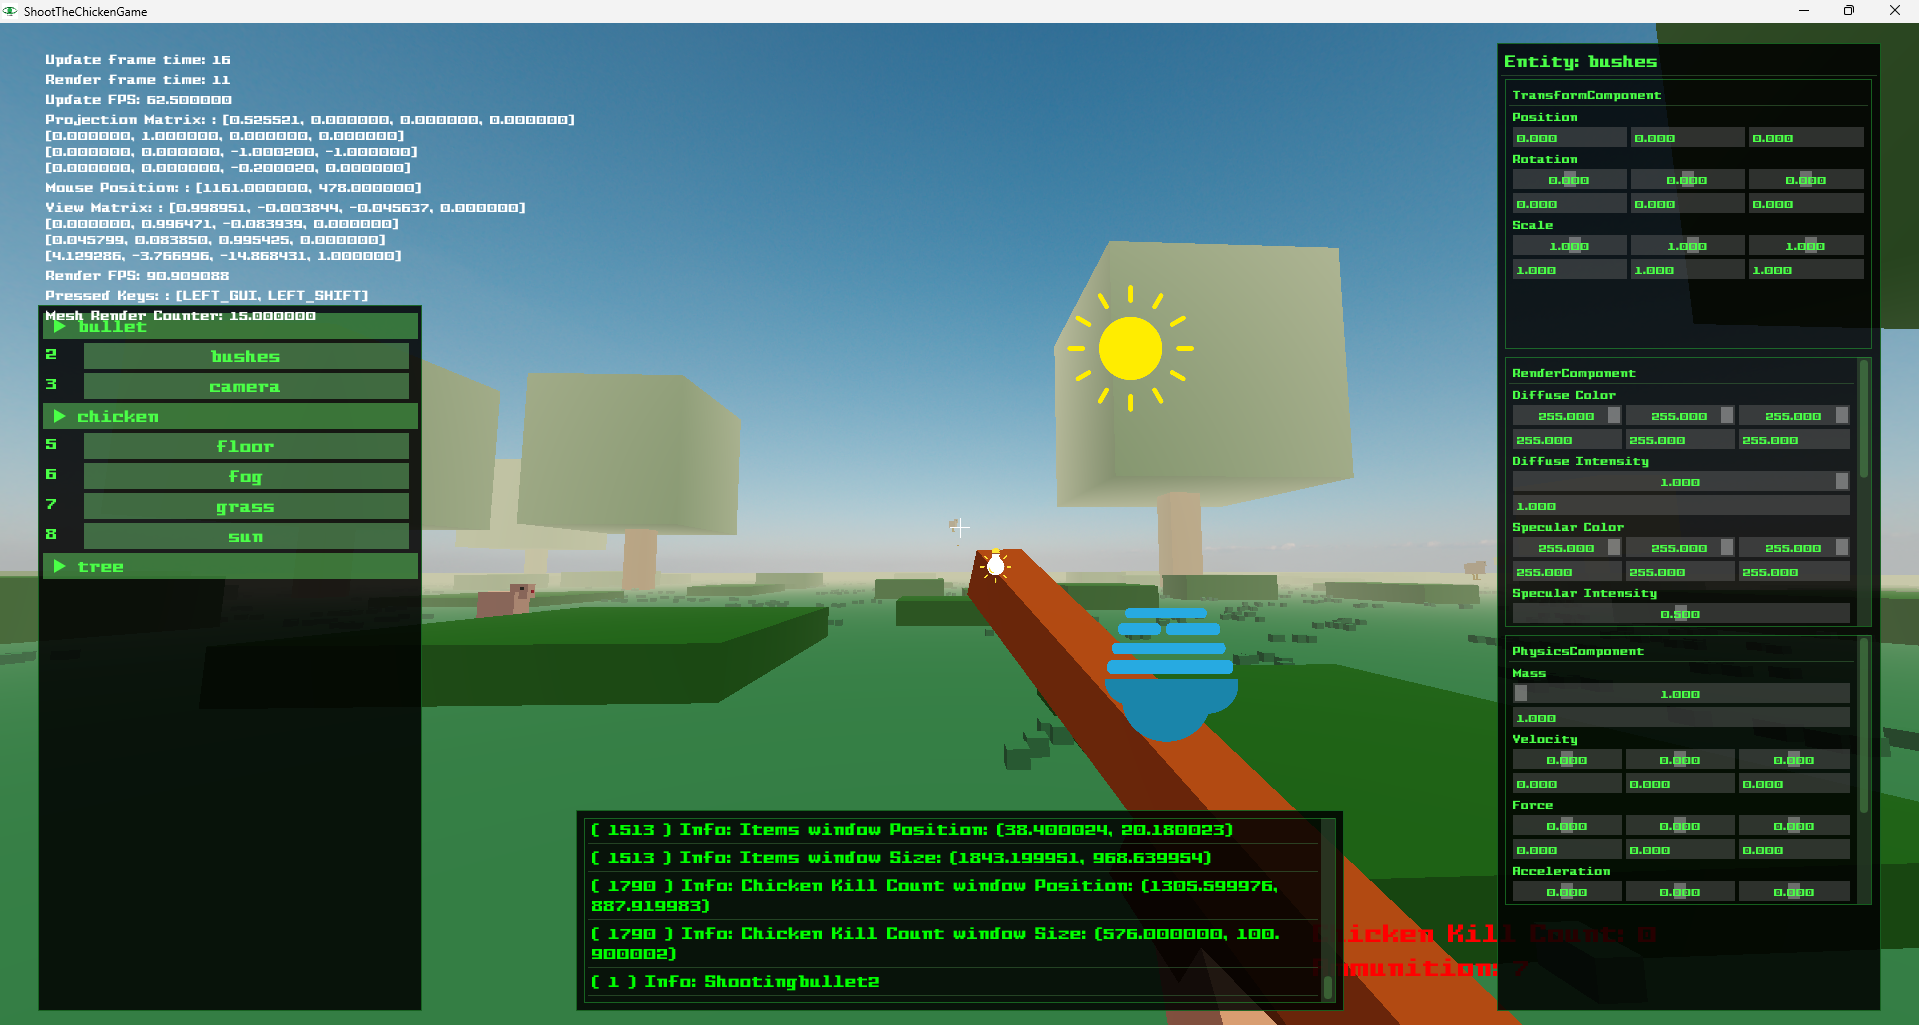 ShootTheChickenGame
Update frame time: 16
Render frame time: 11
Update FPS: 62.500000
Projection Matrix: : [0.525521, 0.000000, 0.000000, 0.000000]
[0.000000, 1.000000, 0.000000, 0.000000]
[0.000000, 0.000000, -1.000200, -1.000000]
[0.000000, 0.000000, -0.200020, 0.000000]
Mouse Position: : [1161.000000, 478.000000]
View Matrix: : [0.998951, -0.003844, -0.045637, 0.000000]
[0.000000, 0.996471, -0.083939, 0.000000]
[0.045799, 0.083850, 0.995425, 0.000000]
[4.129286, -3.766996, -14.868431, 1.000000]
Render FPS: 90.909088
Pressed Keys: : [LEFT_GUI, LEFT_SHIFT]
Mesh Render Counter: 15.000000
bullet
2 bushes
3 camera
chicken
5 floor
6 fog
7 grass
8 sun
tree
( 1513 ) Info: Items window Position: (38.400024, 20.180023)
( 1513 ) Info: Items window Size: (1843.199951, 968.639954)
( 1790 ) Info: Chicken Kill Count window Position: (1305.599976,
887.919983)
( 1790 ) Info: Chicken Kill Count window Size: (576.000000, 100.
900002)
( 1 ) Info: Shootingbullet2
Chicken Kill Count: 0
Ammunition: 7
Entity: bushes
TransformComponent
Position
0.000 0.000 0.000
Rotation
0.000 0.000 0.000
0.000 0.000 0.000
Scale
1.000 1.000 1.000
1.000 1.000 1.000
RenderComponent
Diffuse Color
255.000 255.000 255.000
255.000 255.000 255.000
Diffuse Intensity
1.000
1.000
Specular Color
255.000 255.000 255.000
255.000 255.000 255.000
Specular Intensity
0.500
PhysicsComponent
Mass
1.000
1.000
Velocity
0.000 0.000 0.000
0.000 0.000 0.000
Force
0.000 0.000 0.000
0.000 0.000 0.000
Acceleration
0.000 0.000 0.000